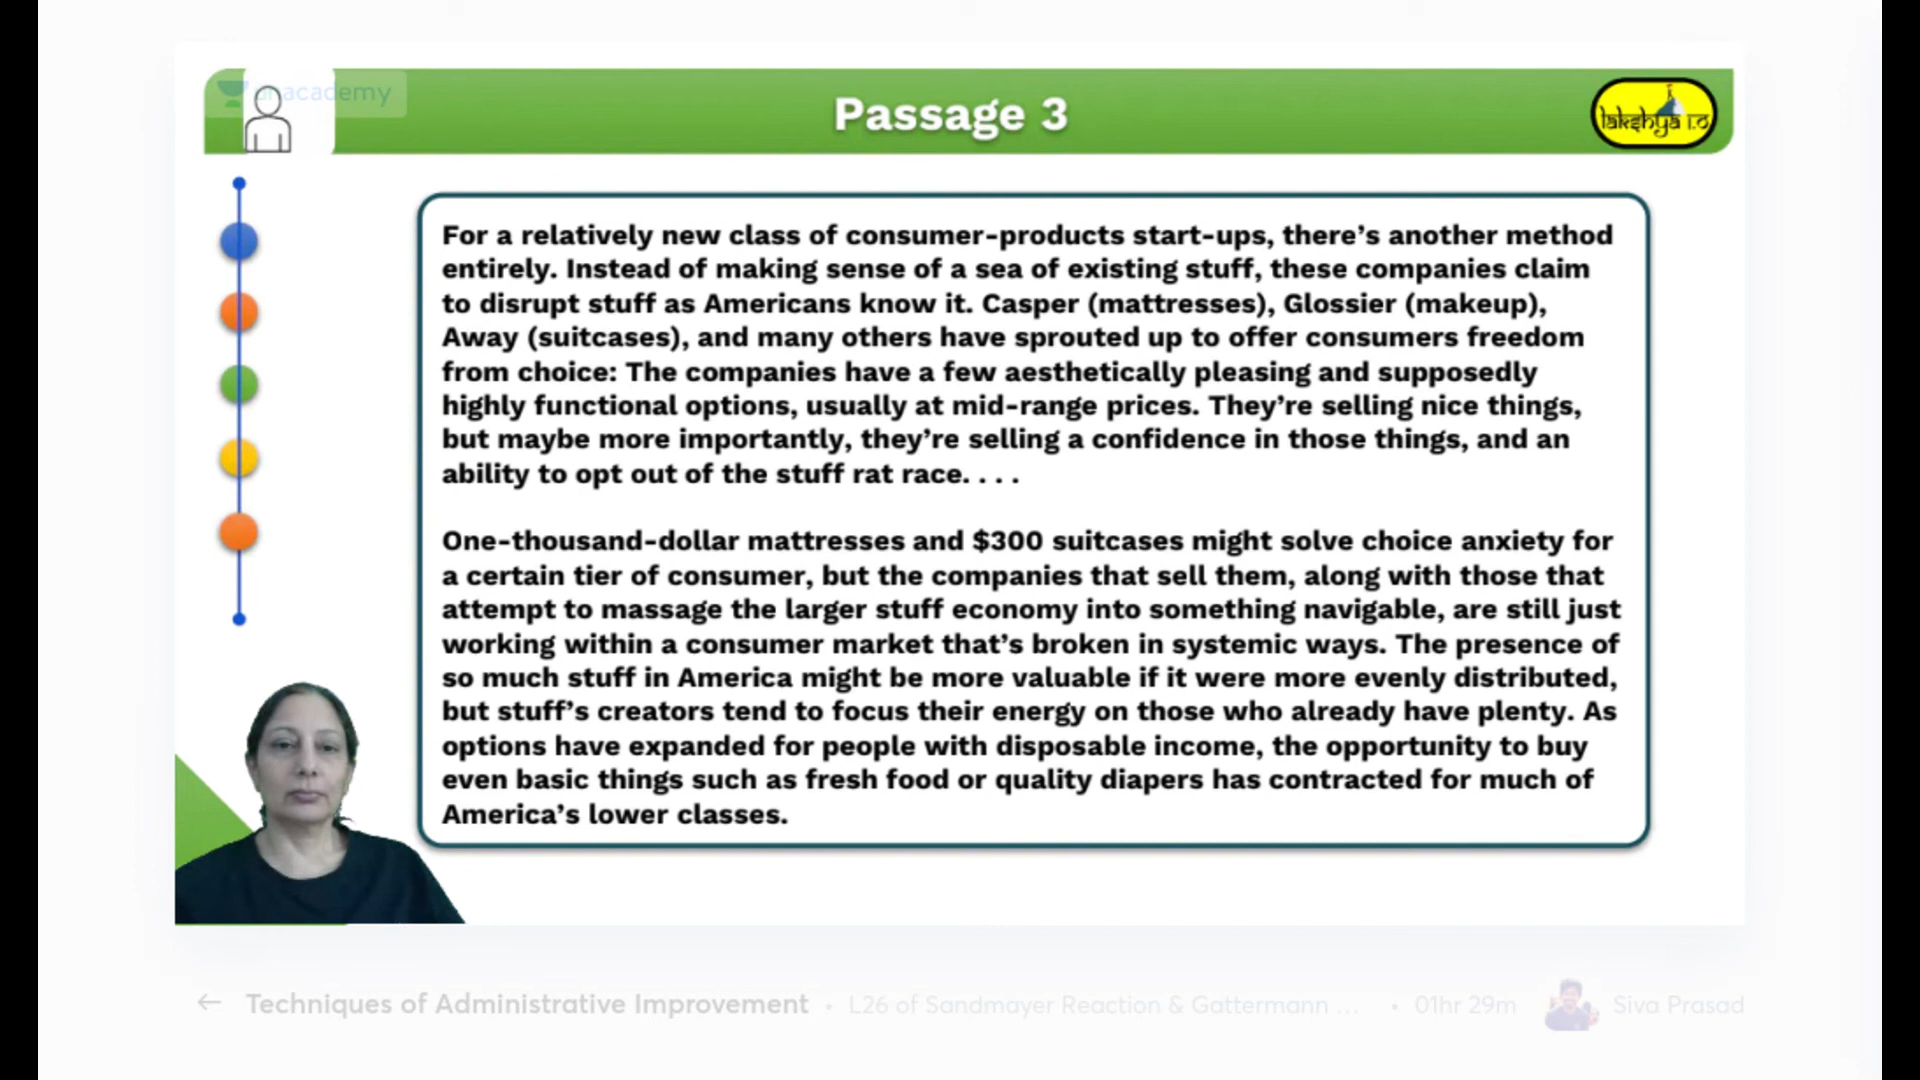 unacademy
Passage 3
lakshya 1.0
For a relatively new class of consumer-products start-ups, there's another method
entirely. Instead of making sense of a sea of existing stuff, these companies claim
to disrupt stuff as Americans know it. Casper (mattresses), Glossier (makeup),
Away (suitcases), and many others have sprouted up to offer consumers freedom
from choice: The companies have a few aesthetically pleasing and supposedly
highly functional options, usually at mid-range prices. They're selling nice things,
but maybe more importantly, they're selling a confidence in those things, and an
ability to opt out of the stuff rat race. . . .
One-thousand-dollar mattresses and $300 suitcases might solve choice anxiety for
a certain tier of consumer, but the companies that sell them, along with those that
attempt to massage the larger stuff economy into something navigable, are still just
working within a consumer market that's broken in systemic ways. The presence of
so much stuff in America might be more valuable if it were more evenly distributed,
but stuff's creators tend to focus their energy on those who already have plenty. As
options have expanded for people with disposable income, the opportunity to buy
even basic things such as fresh food or quality diapers has contracted for much of
America's lower classes.
← Techniques of Administrative Improvement • L26 of Sandmayer Reaction & Gattermann ... • 01hr 29m Siva Prasad